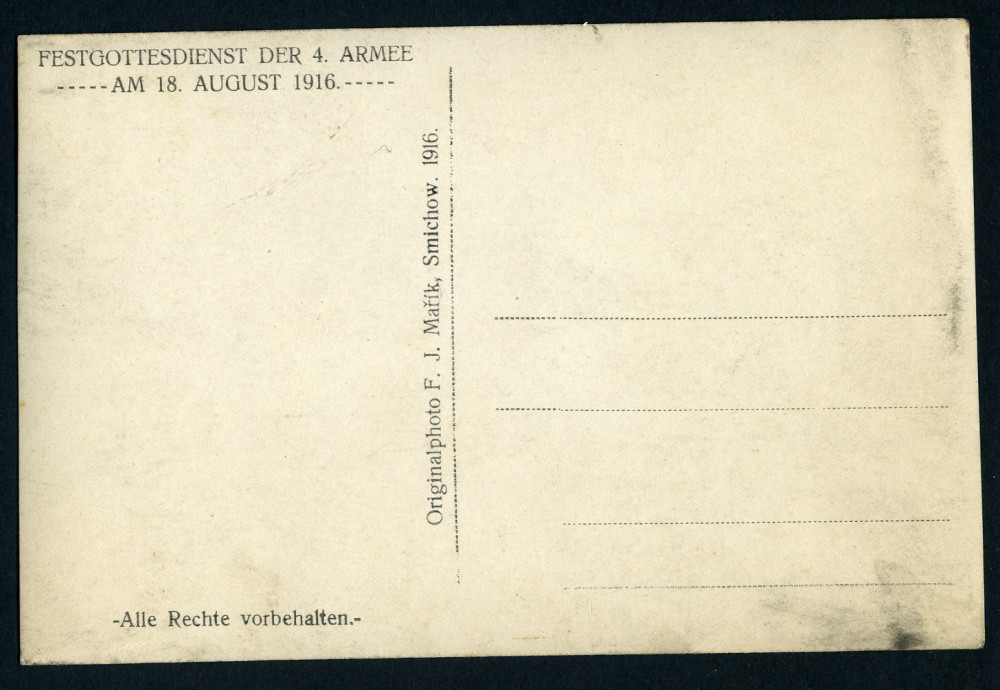 FESTGOTTESDIENST DER 4. ARMEE
-----AM 18. AUGUST 1916.-----
Originalphoto F. J. Mařík, Smichow. 1916.
-Alle Rechte vorbehalten.-